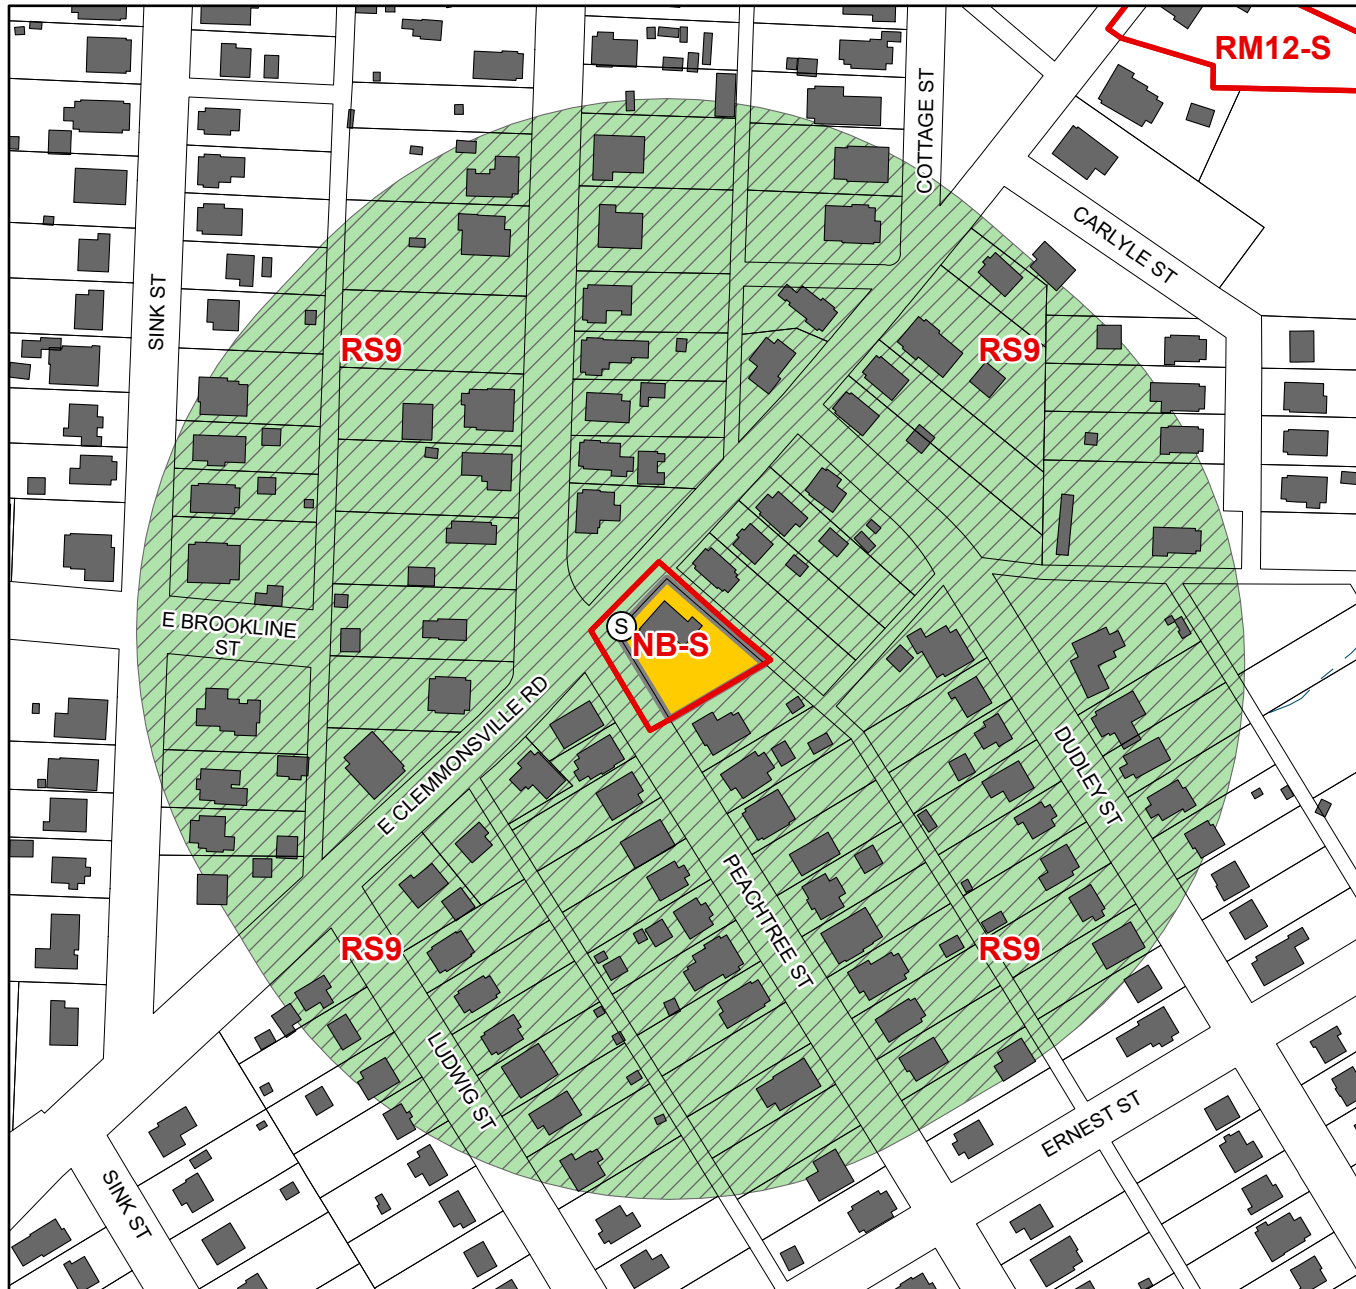 RM12-S
COTTAGE ST
CARLYLE ST
SINK ST
RS9
RS9
E BROOKLINE
ST
S
NB-S
E CLEMMONSVILLE RD
DUDLEY ST
PEACHTREE ST
RS9
RS9
LUDWIG ST
ERNEST ST
SINK ST